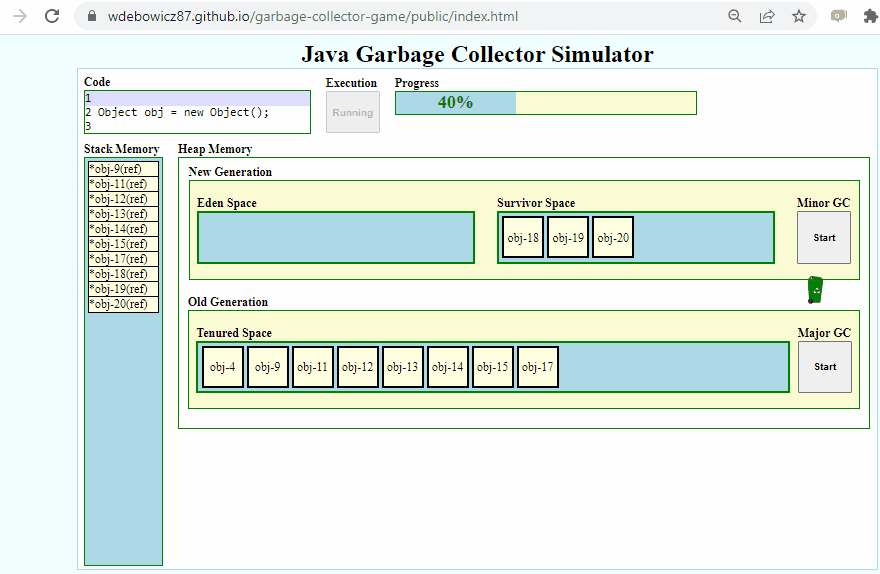 wdebowicz87.github.io/garbage-collector-game/public/index.html
Java Garbage Collector Simulator
Code
Execution
Progress
1
2 Object obj = new Object();
3
Running
40%
Stack Memory
*obj-9(ref)
*obj-11(ref)
*obj-12(ref)
*obj-13(ref)
*obj-14(ref)
*obj-15(ref)
*obj-17(ref)
*obj-18(ref)
*obj-19(ref)
*obj-20(ref)
Heap Memory
New Generation
Eden Space
Survivor Space
Minor GC
obj-18 obj-19 obj-20
Start
Old Generation
Tenured Space
Major GC
obj-4 obj-9 obj-11 obj-12 obj-13 obj-14 obj-15 obj-17
Start